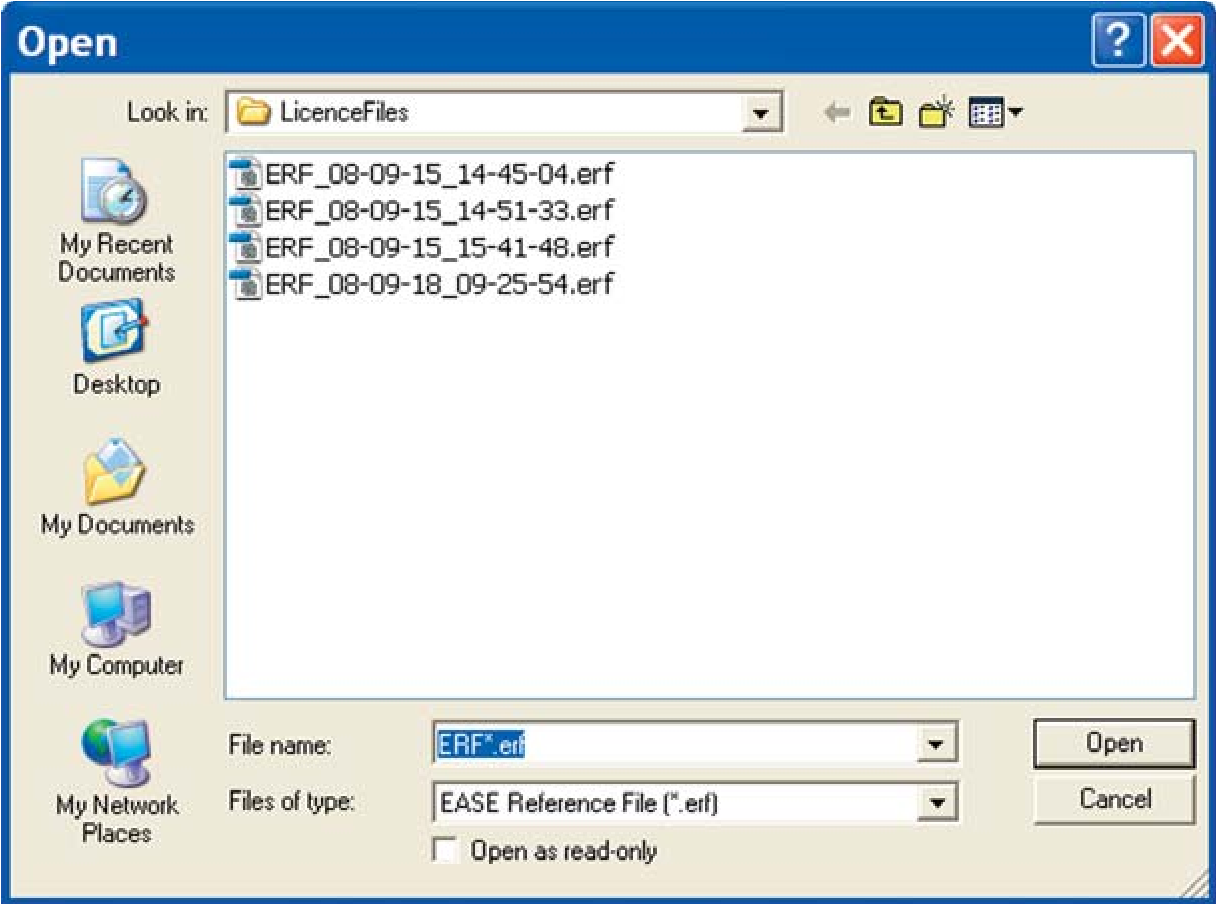 Open
?
Look in:
LicenceFiles
ERF_08-09-15_14-45-04.erf
ERF_08-09-15_14-51-33.erf
ERF_08-09-15_15-41-48.erf
ERF_08-09-18_09-25-54.erf
My Recent
Documents
Desktop
My Documents
My Computer
My Network
Places
File name:
ERF*.erf
Open
Files of type:
EASE Reference File (*.erf)
Cancel
Open as read-only